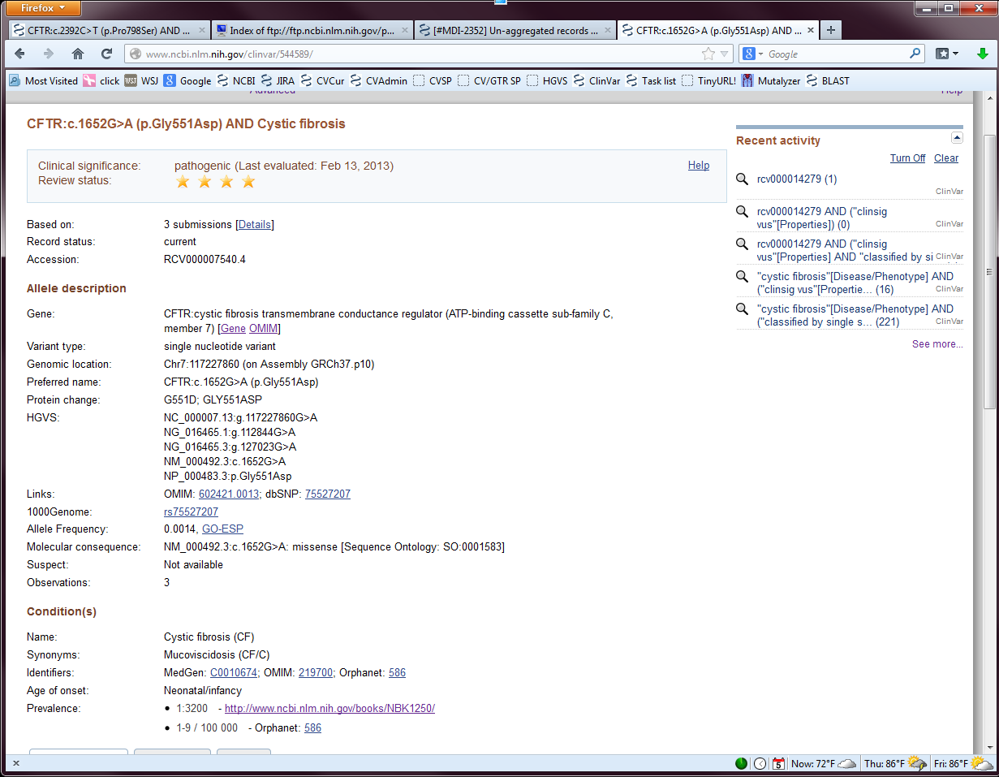 Firefox
CFTR:c.2392C>T (p.Pro798Ser) AND ...
Index of ftp://ftp.ncbi.nlm.nih.gov/p...
[#MDI-2352] Un-aggregated records ...
CFTR:c.1652G>A (p.Gly551Asp) AND ...
www.ncbi.nlm.nih.gov/clinvar/544589/
Google
Most Visited click WSJ Google NCBI JIRA CVCur CVAdmin CVSP CV/GTR SP HGVS ClinVar Task list TinyURL! Mutalyzer BLAST
Advanced
Help
CFTR:c.1652G>A (p.Gly551Asp) AND Cystic fibrosis
Clinical significance: pathogenic (Last evaluated: Feb 13, 2013)
Help
Review status:
Based on: 3 submissions [Details]
Record status: current
Accession: RCV000007540.4
Allele description
Gene: CFTR:cystic fibrosis transmembrane conductance regulator (ATP-binding cassette sub-family C,
member 7) [Gene OMIM]
Variant type: single nucleotide variant
Genomic location: Chr7:117227860 (on Assembly GRCh37.p10)
Preferred name: CFTR:c.1652G>A (p.Gly551Asp)
Protein change: G551D; GLY551ASP
HGVS: NC_000007.13:g.117227860G>A
NG_016465.1:g.112844G>A
NG_016465.3:g.127023G>A
NM_000492.3:c.1652G>A
NP_000483.3:p.Gly551Asp
Links: OMIM: 602421.0013; dbSNP: 75527207
1000Genome: rs75527207
Allele Frequency: 0.0014, GO-ESP
Molecular consequence: NM_000492.3:c.1652G>A: missense [Sequence Ontology: SO:0001583]
Suspect: Not available
Observations: 3
Condition(s)
Name: Cystic fibrosis (CF)
Synonyms: Mucoviscidosis (CF/C)
Identifiers: MedGen: C0010674; OMIM: 219700; Orphanet: 586
Age of onset: Neonatal/infancy
Prevalence: • 1:3200 - http://www.ncbi.nlm.nih.gov/books/NBK1250/
• 1-9 / 100 000 - Orphanet: 586
Recent activity
Turn Off Clear
rcv000014279 (1)
ClinVar
rcv000014279 AND ("clinsig
vus"[Properties]) (0)
ClinVar
rcv000014279 AND ("clinsig
vus"[Properties] AND "classified by si
ClinVar
"cystic fibrosis"[Disease/Phenotype] AND
("clinsig vus"[Propertie... (16)
ClinVar
"cystic fibrosis"[Disease/Phenotype] AND
("classified by single s... (221)
ClinVar
See more...
5 Now: 72°F Thu: 86°F Fri: 86°F